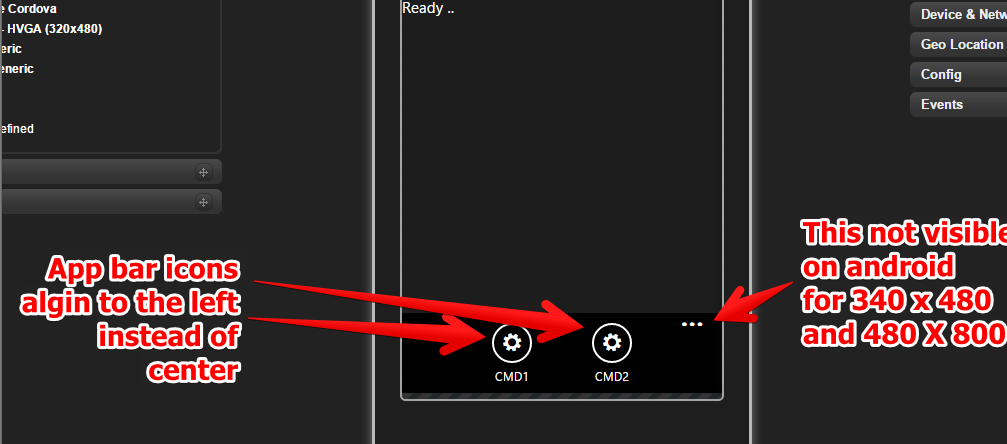 e Cordova
- HVGA (320x480)
eric
eneric
efined
Ready ..
Device & Netw
Geo Location
Config
Events
App bar icons
algin to the left
instead of
center
This not visible
on android
for 340 x 480
and 480 X 800
CMD1
CMD2